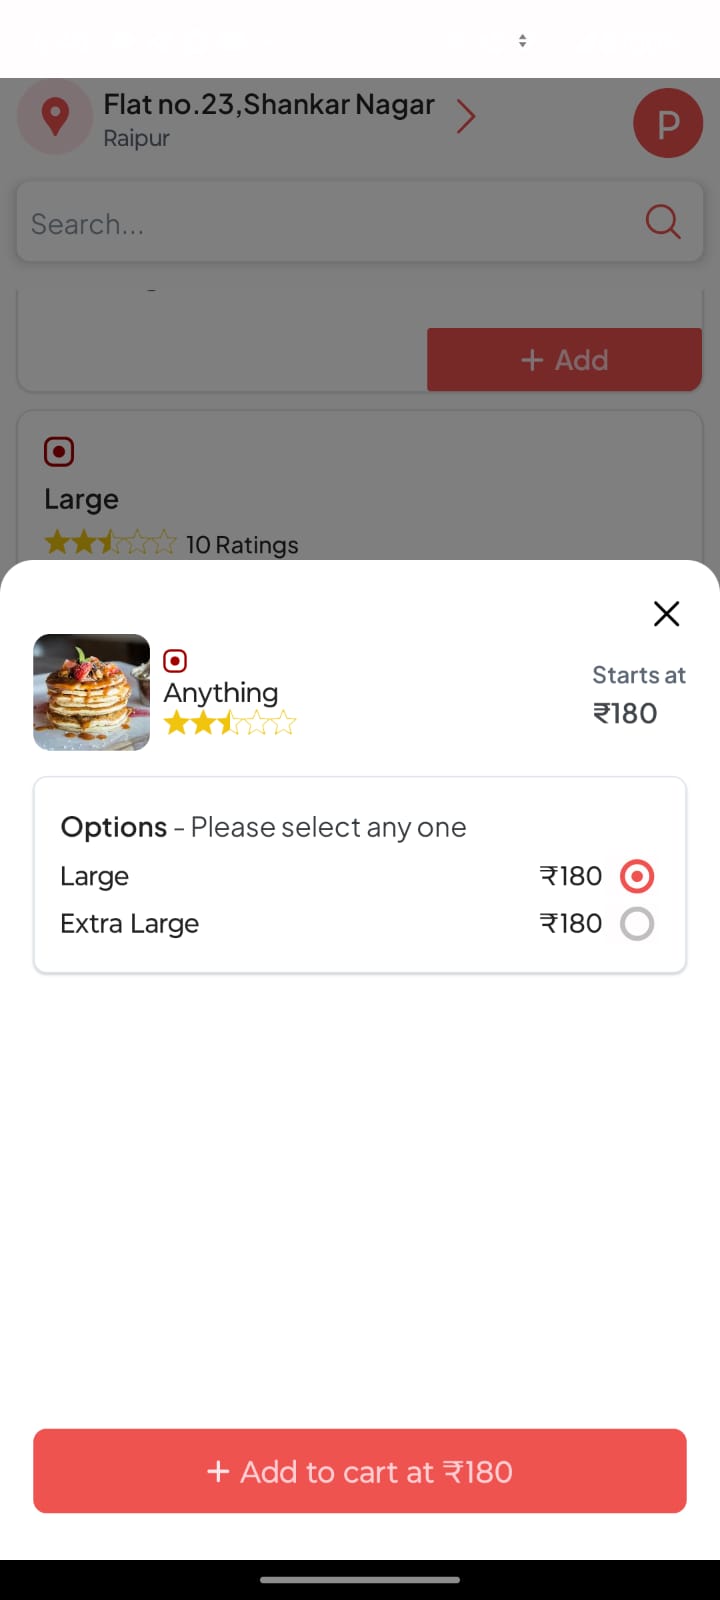 Flat no.23,Shankar Nagar
Raipur
P
Search...
+ Add
Large
10 Ratings
Anything
Starts at
₹180
Options - Please select any one
Large ₹180
Extra Large ₹180
+ Add to cart at ₹180